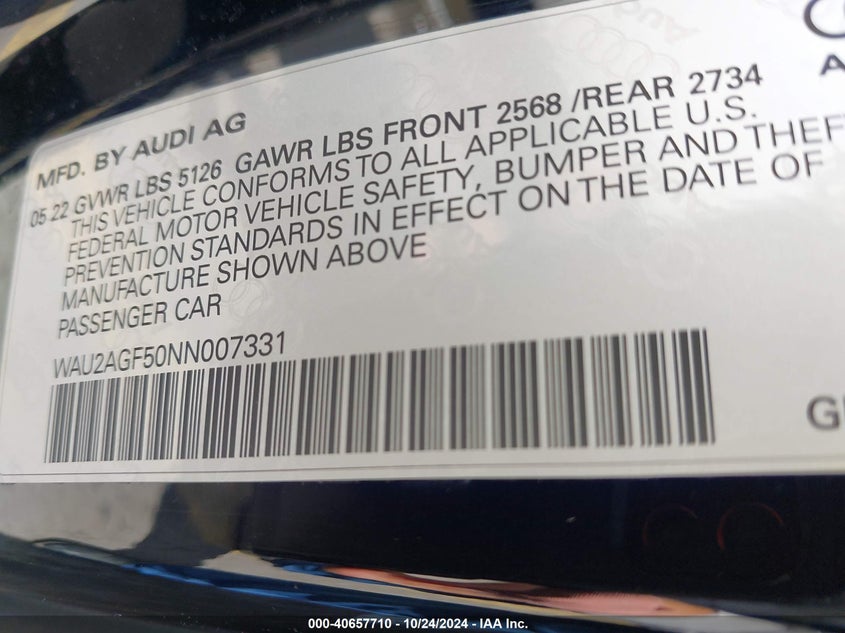 MFD. BY AUDI AG
05.22 GVWR LBS 5126 GAWR LBS FRONT 2568 /REAR 2734
THIS VEHICLE CONFORMS TO ALL APPLICABLE U.S.
FEDERAL MOTOR VEHICLE SAFETY, BUMPER AND THEFT
PREVENTION STANDARDS IN EFFECT ON THE DATE OF
MANUFACTURE SHOWN ABOVE
PASSENGER CAR
WAU2AGF50NN007331
000-40657710 - 10/24/2024 - IAA Inc.